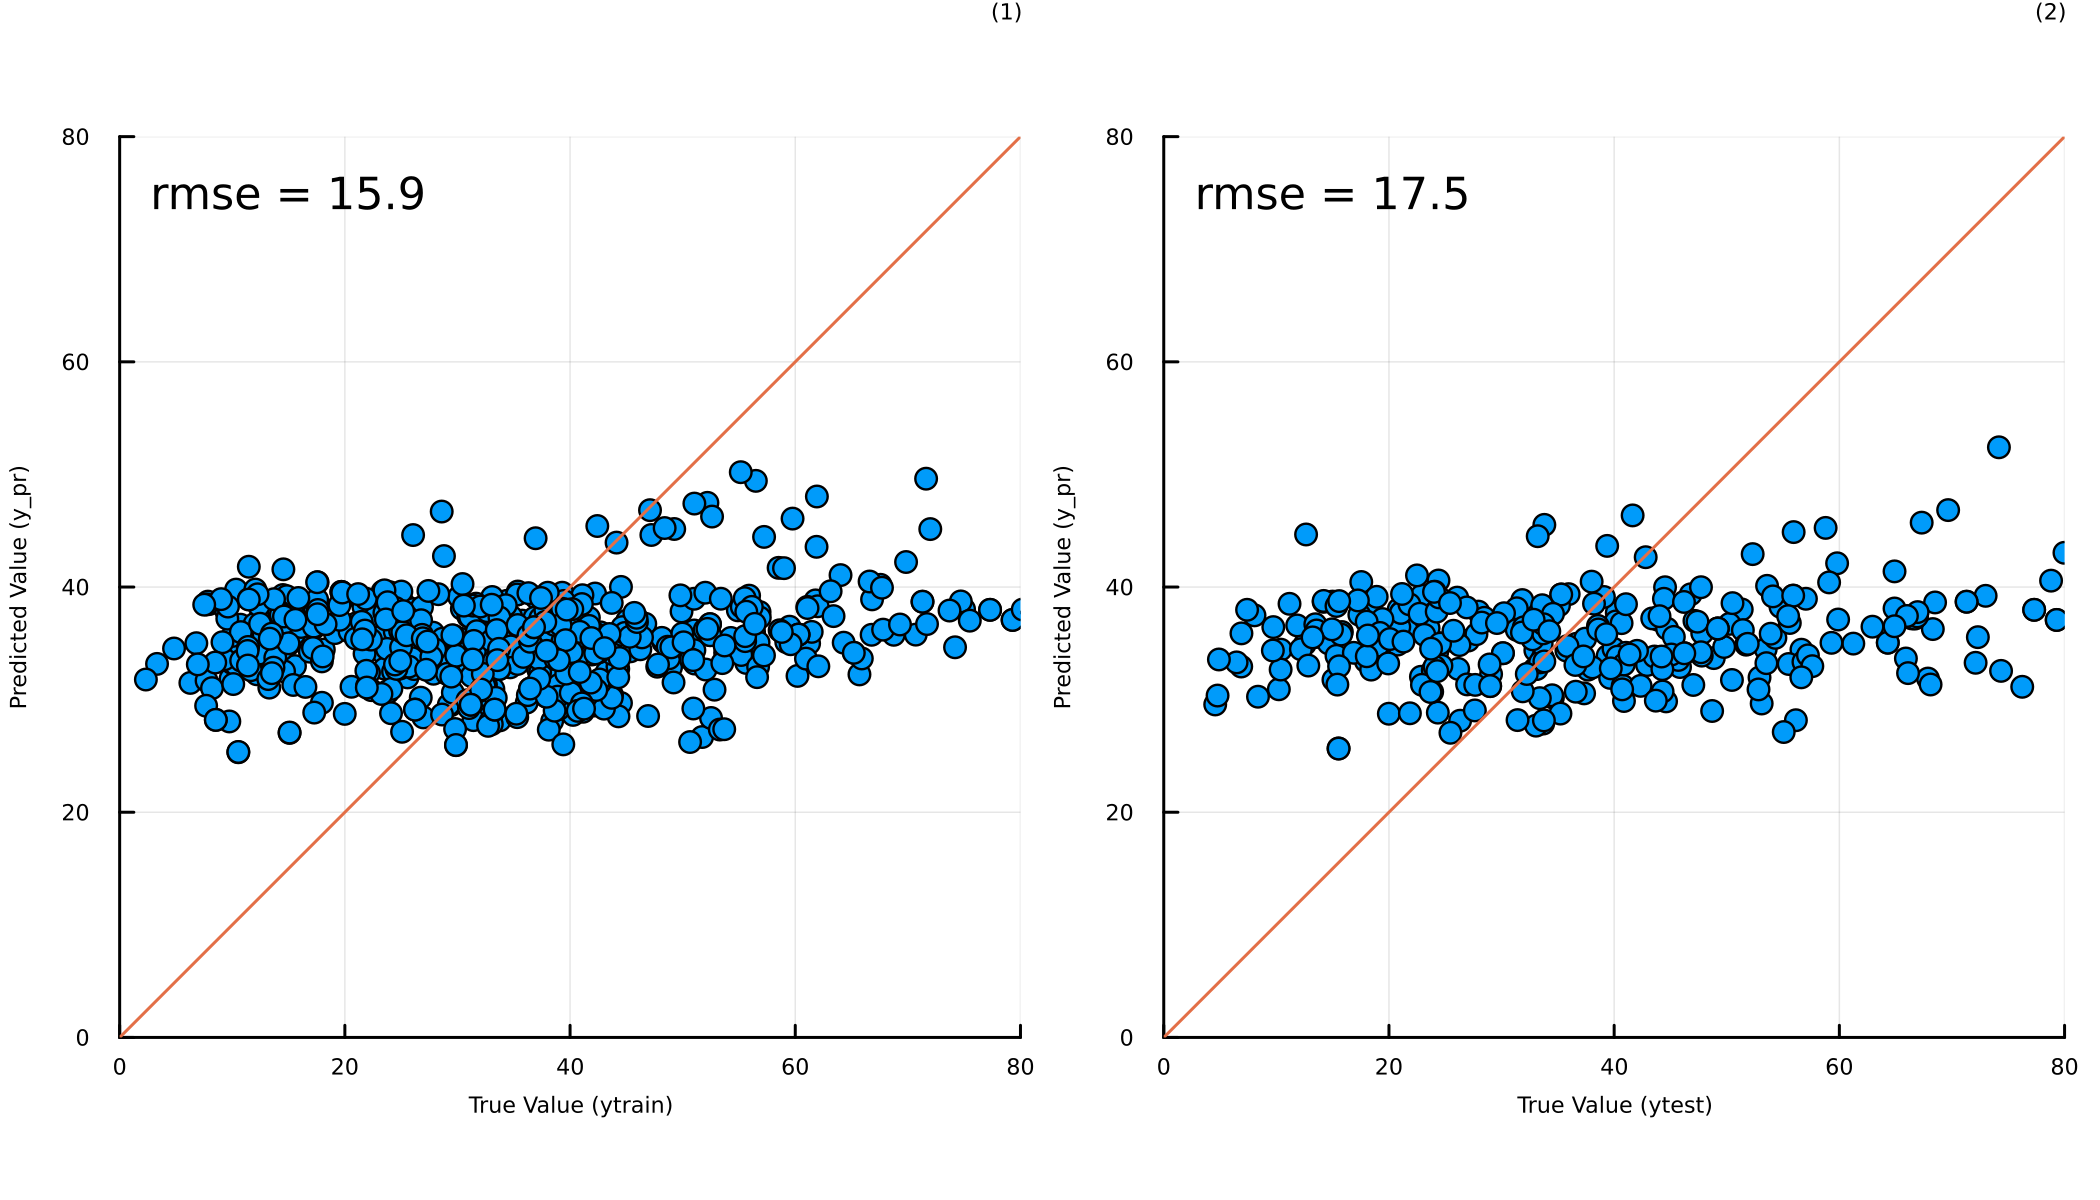 (1)
rmse = 15.9
Predicted Value (y_pr)
80
60
40
20
0
0 20 40 60 80
True Value (ytrain)
(2)
rmse = 17.5
Predicted Value (y_pr)
80
60
40
20
0
0 20 40 60 80
True Value (ytest)